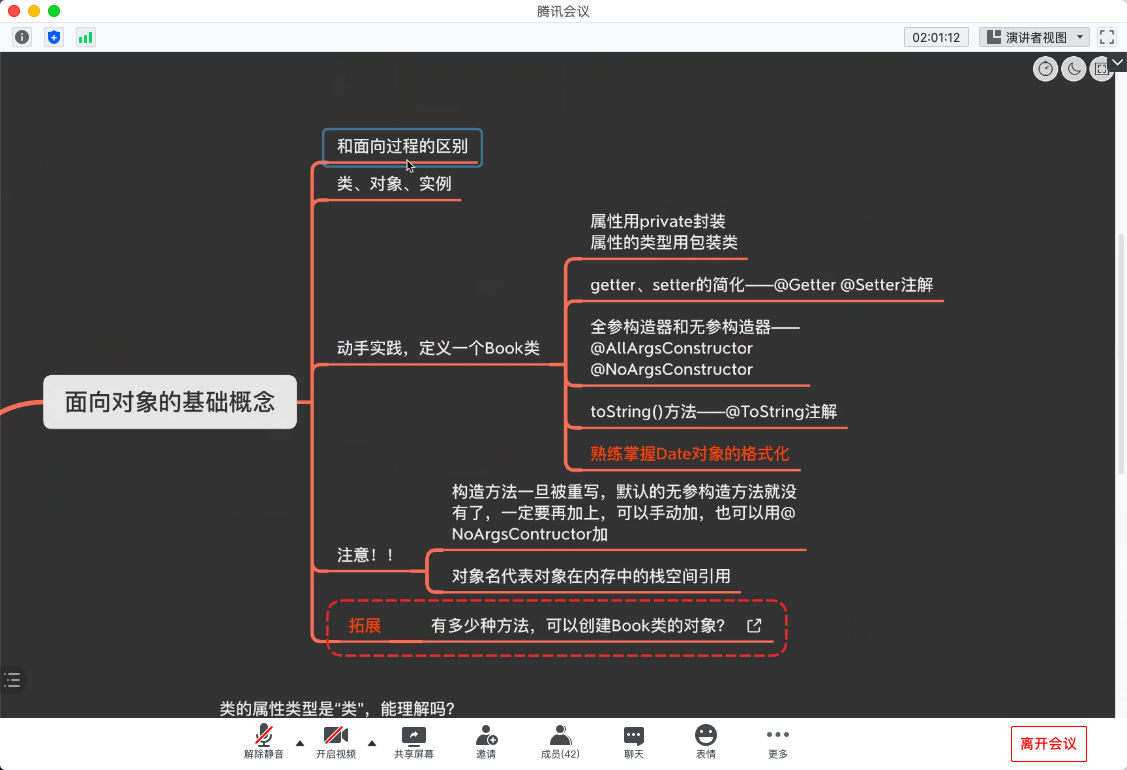 腾讯会议
02:01:12
演讲者视图
和面向过程的区别
类、对象、实例
属性用private封装
属性的类型用包装类
getter、setter的简化——@Getter @Setter注解
全参构造器和无参构造器——
@AllArgsConstructor
@NoArgsConstructor
动手实践，定义一个Book类
面向对象的基础概念
toString()方法——@ToString注解
熟练掌握Date对象的格式化
构造方法一旦被重写，默认的无参构造方法就没
有了，一定要再加上，可以手动加，也可以用@
NoArgsContructor加
注意！！
对象名代表对象在内存中的栈空间引用
拓展 有多少种方法，可以创建Book类的对象？
类的属性类型是“类"，能理解吗？
解除静音 开启视频 共享屏幕 邀请 成员(42) 聊天 表情 更多
离开会议